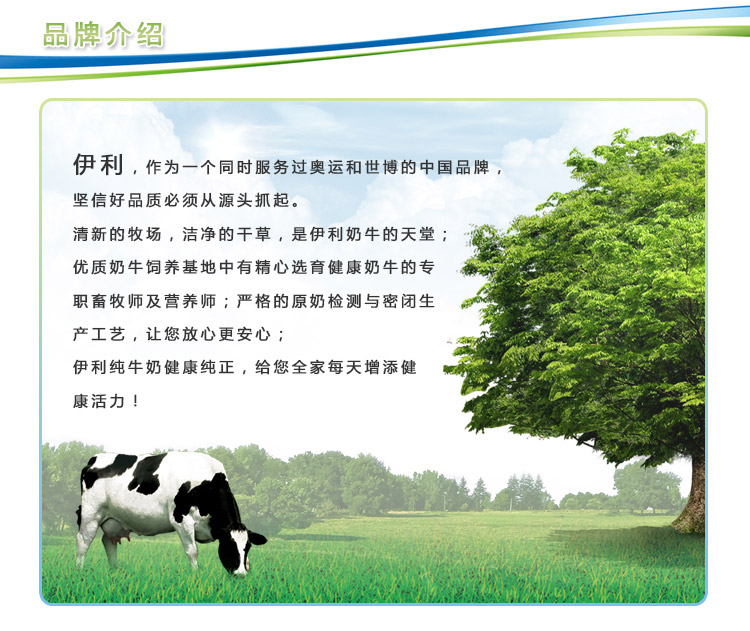 品牌介绍
伊利，作为一个同时服务过奥运和世博的中国品牌，
坚信好品质必须从源头抓起。
清新的牧场，洁净的干草，是伊利奶牛的天堂；
优质奶牛饲养基地中有精心选育健康奶牛的专
职畜牧师及营养师；严格的原奶检测与密闭生
产工艺，让您放心更安心；
伊利纯牛奶健康纯正，给您全家每天增添健
康活力！